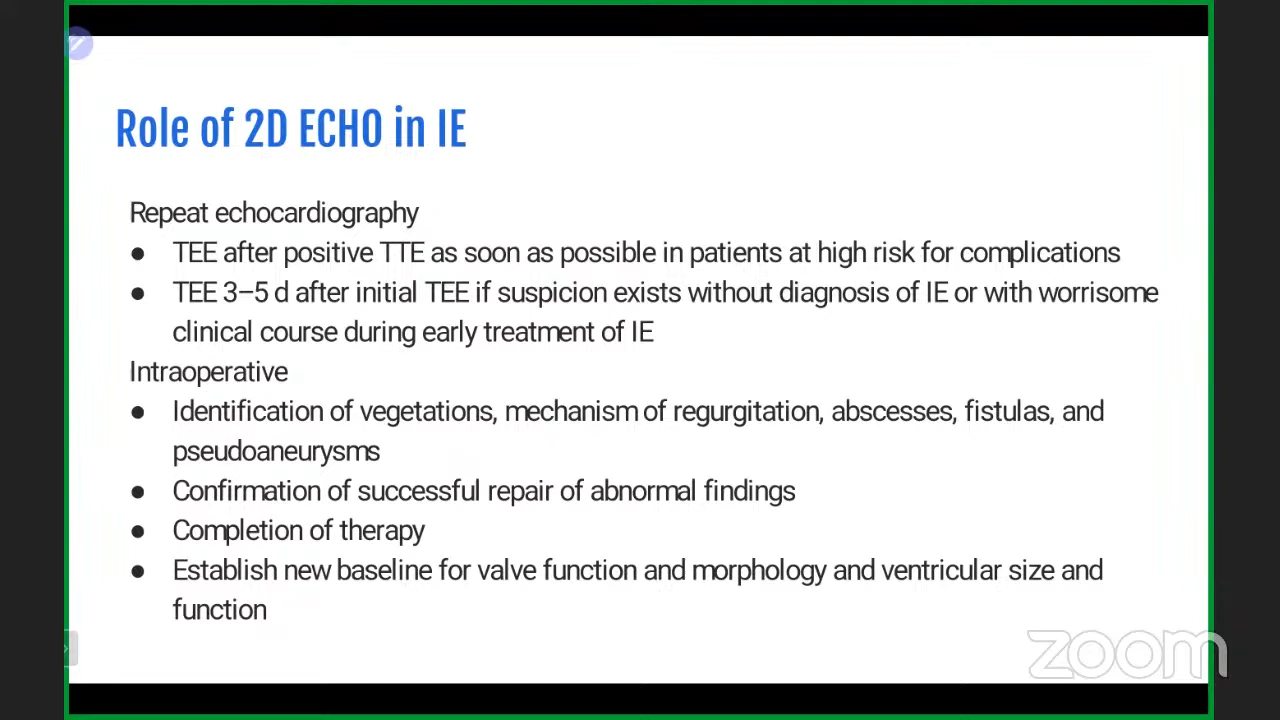 Role of 2D ECHO in IE
Repeat echocardiography
● TEE after positive TTE as soon as possible in patients at high risk for complications
● TEE 3–5 d after initial TEE if suspicion exists without diagnosis of IE or with worrisome
clinical course during early treatment of IE
Intraoperative
● Identification of vegetations, mechanism of regurgitation, abscesses, fistulas, and
pseudoaneurysms
● Confirmation of successful repair of abnormal findings
● Completion of therapy
● Establish new baseline for valve function and morphology and ventricular size and
function
zoom